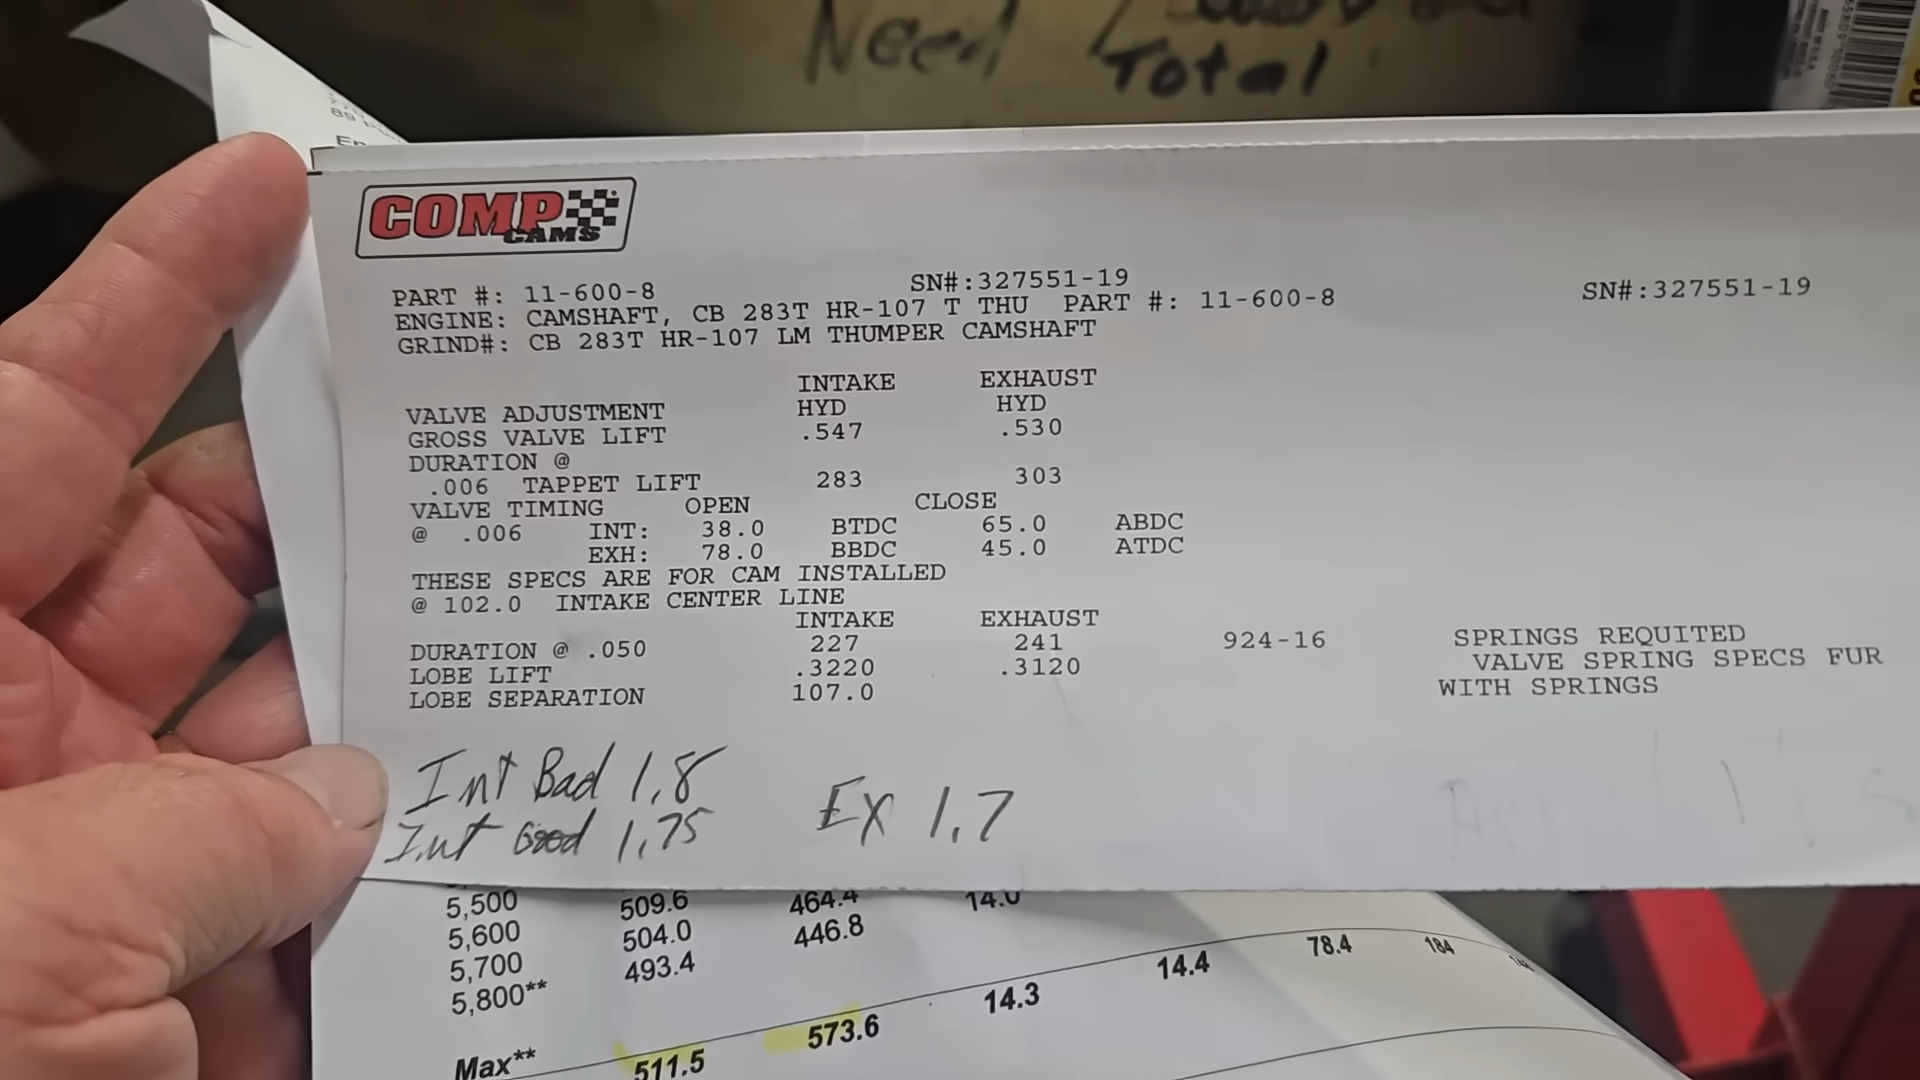 Need
Total
COMP
CAMS
PART #: 11-600-8 SN#:327551-19
ENGINE: CAMSHAFT, CB 283T HR-107 T THU PART #: 11-600-8 SN#:327551-19
GRIND#: CB 283T HR-107 LM THUMPER CAMSHAFT
INTAKE EXHAUST
VALVE ADJUSTMENT HYD HYD
GROSS VALVE LIFT .547 .530
DURATION @
.006 TAPPET LIFT 283 303
VALVE TIMING OPEN CLOSE
@ .006 INT: 38.0 BTDC 65.0 ABDC
EXH: 78.0 BBDC 45.0 ATDC
THESE SPECS ARE FOR CAM INSTALLED
@ 102.0 INTAKE CENTER LINE
INTAKE EXHAUST
DURATION @ .050 227 241 924-16 SPRINGS REQUITED
LOBE LIFT .3220 .3120 VALVE SPRING SPECS FUR
LOBE SEPARATION 107.0 WITH SPRINGS
Int Bad 1.8
Int Good 1.75 Ex 1.7
5,500 509.6 464.4 14.0
5,600 504.0 446.8
5,700 493.4
5,800**
Max** 511.5 573.6 14.3 14.4 78.4 184